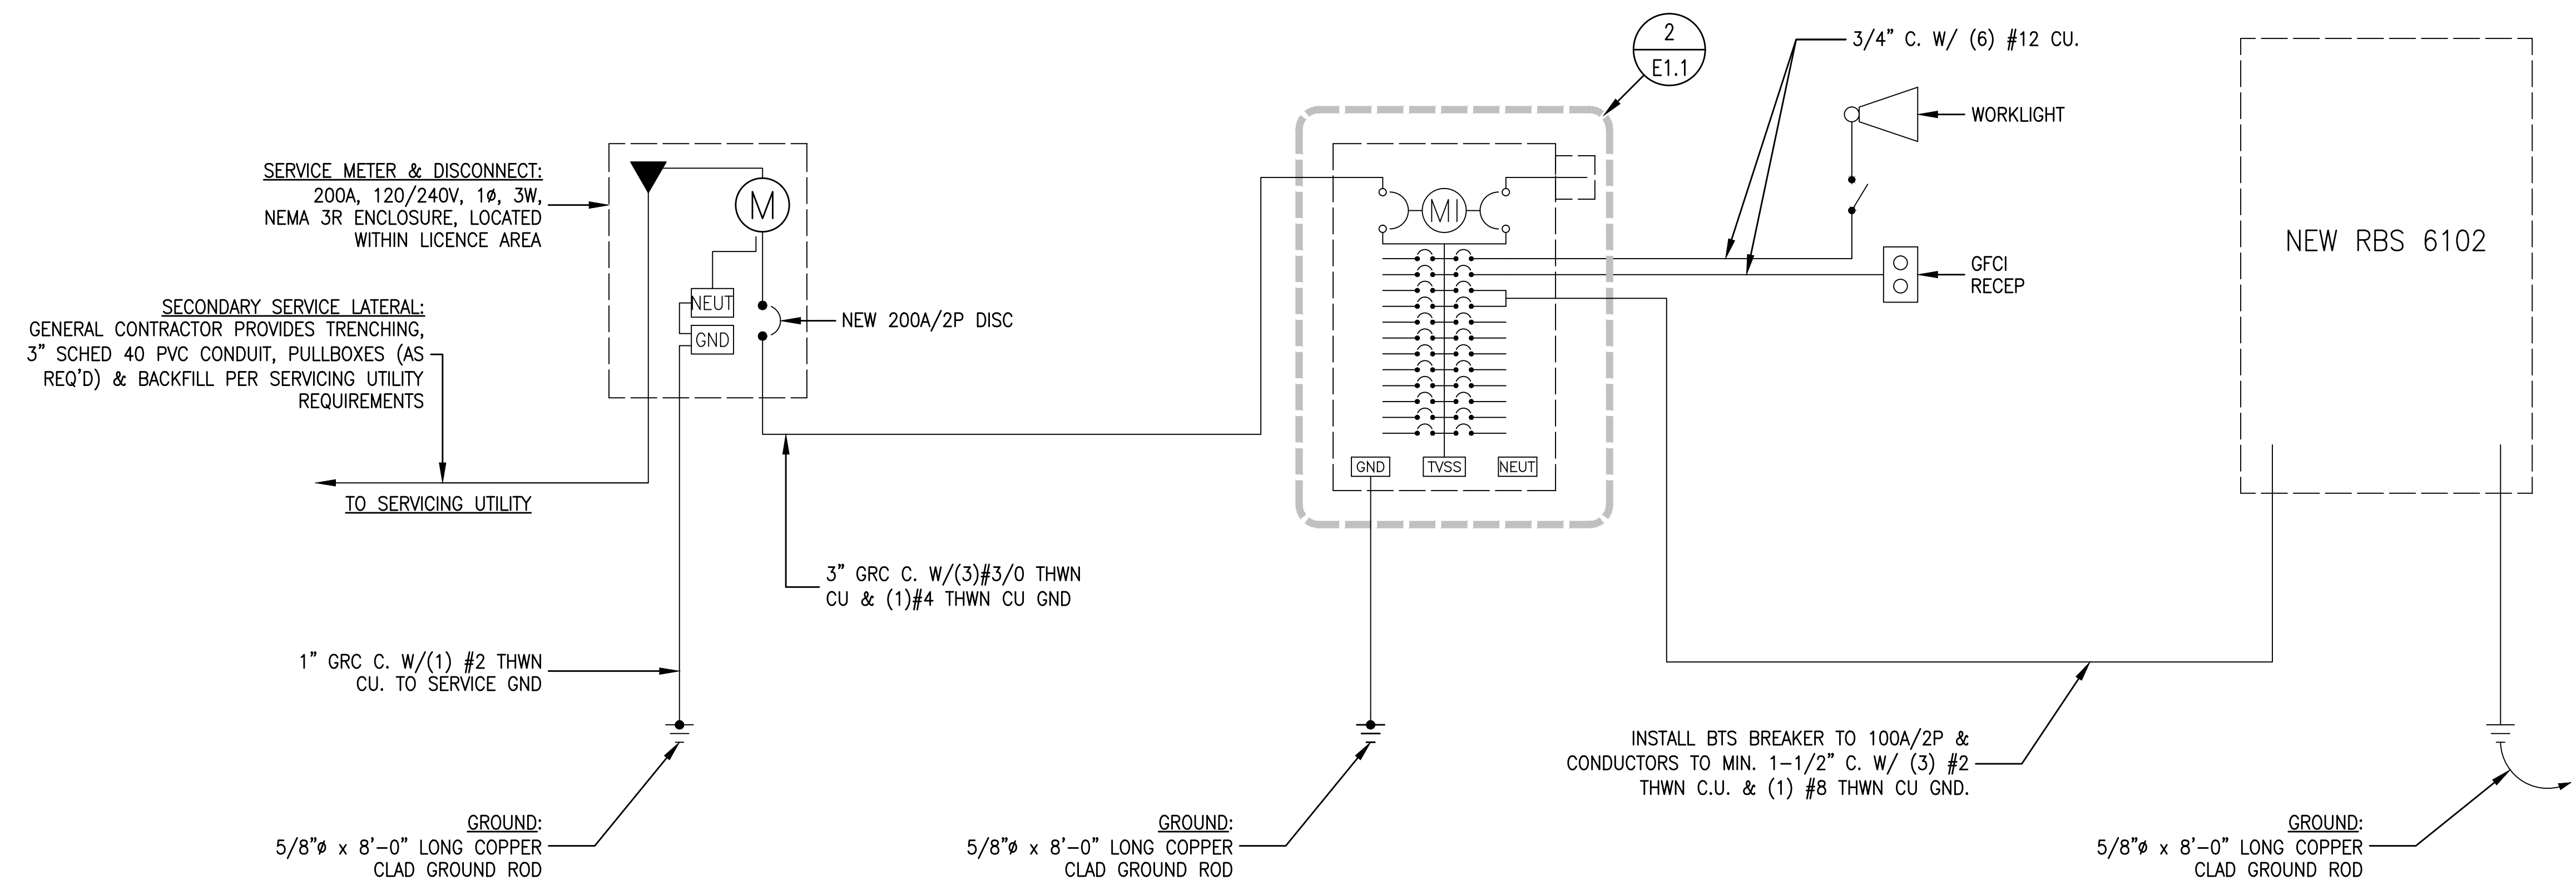 2
E1.1
3/4" C. W/ (6) #12 CU.
WORKLIGHT
GFCI
RECEP
NEW RBS 6102
SERVICE METER & DISCONNECT:
200A, 120/240V, 1ø, 3W,
NEMA 3R ENCLOSURE, LOCATED
WITHIN LICENCE AREA
M
NEUT
GND
NEW 200A/2P DISC
SECONDARY SERVICE LATERAL:
GENERAL CONTRACTOR PROVIDES TRENCHING,
3" SCHED 40 PVC CONDUIT, PULLBOXES (AS
REQ'D) & BACKFILL PER SERVICING UTILITY
REQUIREMENTS
TO SERVICING UTILITY
MI
GND
TVSS
NEUT
3" GRC C. W/(3)#3/0 THWN
CU & (1)#4 THWN CU GND
1" GRC C. W/(1) #2 THWN
CU. TO SERVICE GND
INSTALL BTS BREAKER TO 100A/2P &
CONDUCTORS TO MIN. 1-1/2" C. W/ (3) #2
THWN C.U. & (1) #8 THWN CU GND.
GROUND:
5/8"ø x 8'-0" LONG COPPER
CLAD GROUND ROD
GROUND:
5/8"ø x 8'-0" LONG COPPER
CLAD GROUND ROD
GROUND:
5/8"ø x 8'-0" LONG COPPER
CLAD GROUND ROD